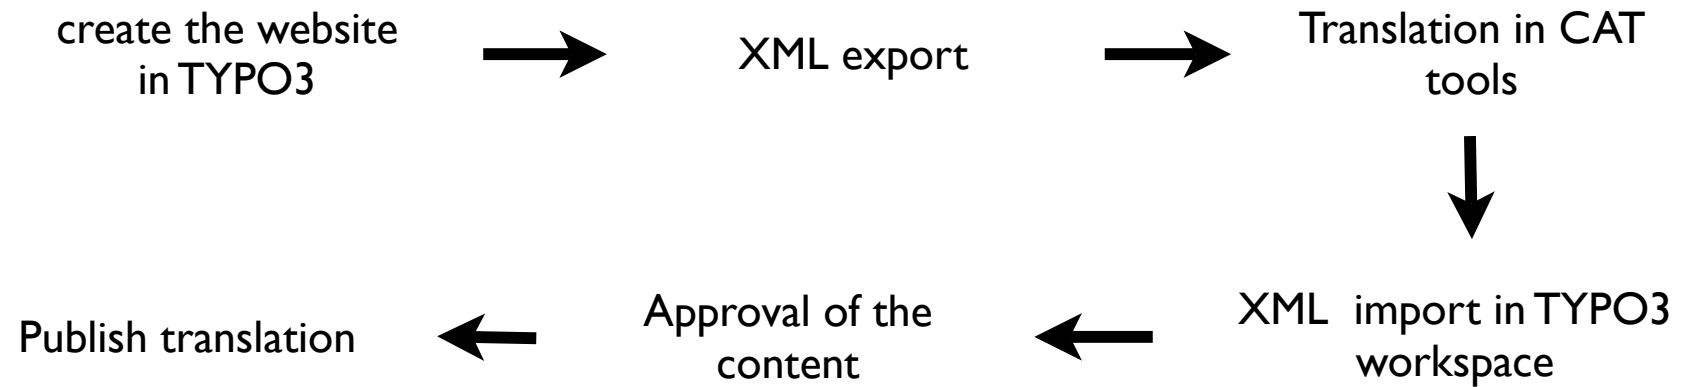 create the website
in TYPO3
XML export
Translation in CAT
tools
XML  import in TYPO3
workspace
Approval of the
content
Publish translation